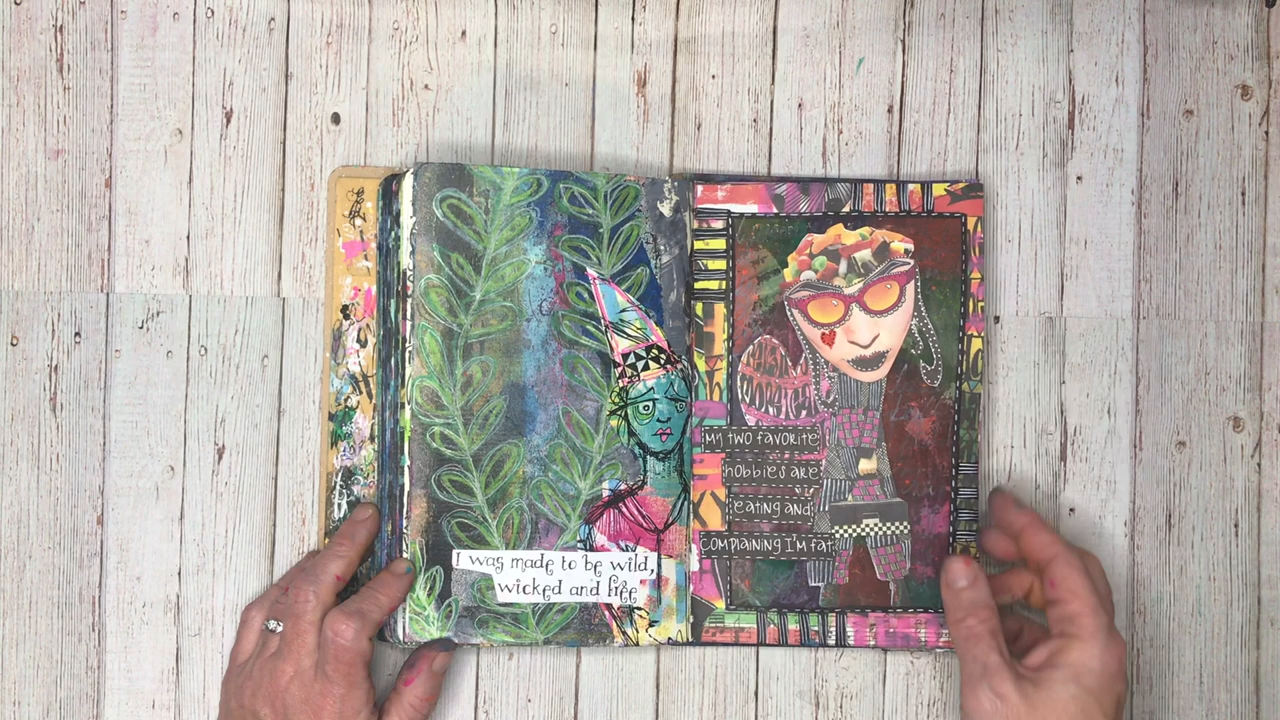 I was made to be wild,
wicked and free
My two favorite
hobbies are
eating and
complaining I'm fat